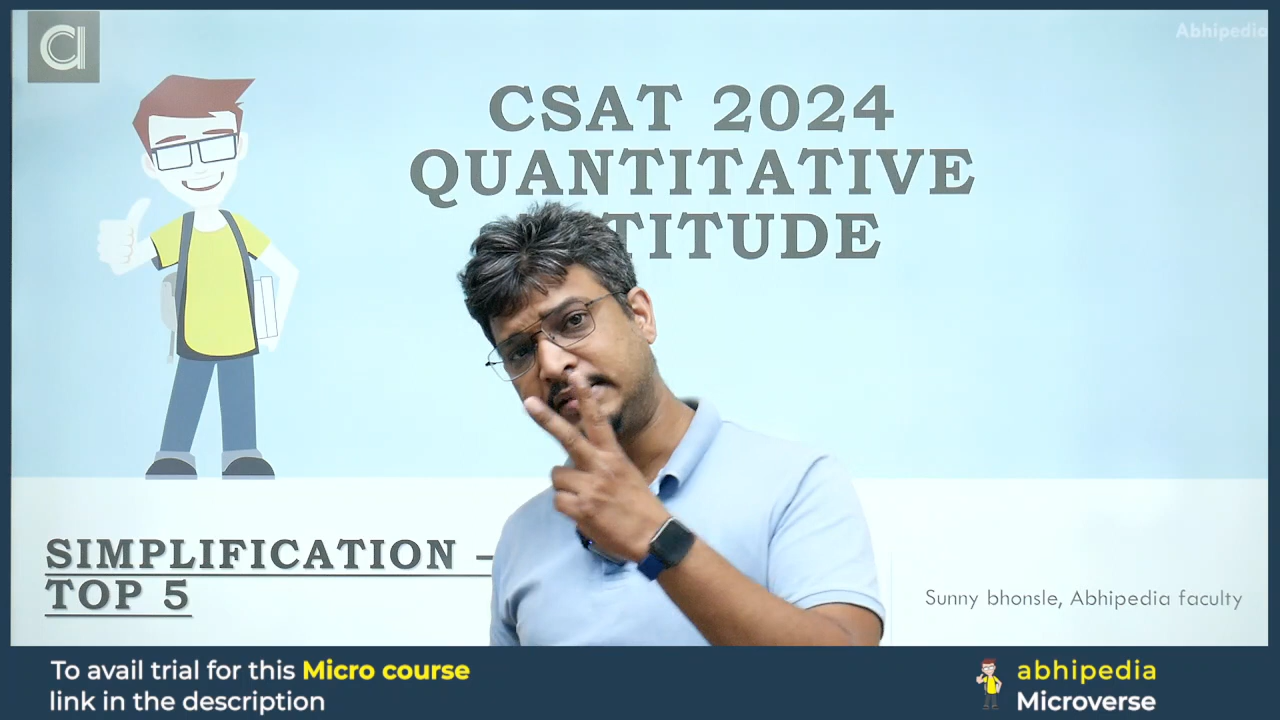 Abhipedia
CSAT 2024
QUANTITATIVE
TITUDE
SIMPLIFICATION –
TOP 5
Sunny bhonsle, Abhipedia faculty
To avail trial for this Micro course
link in the description
abhipedia
Microverse